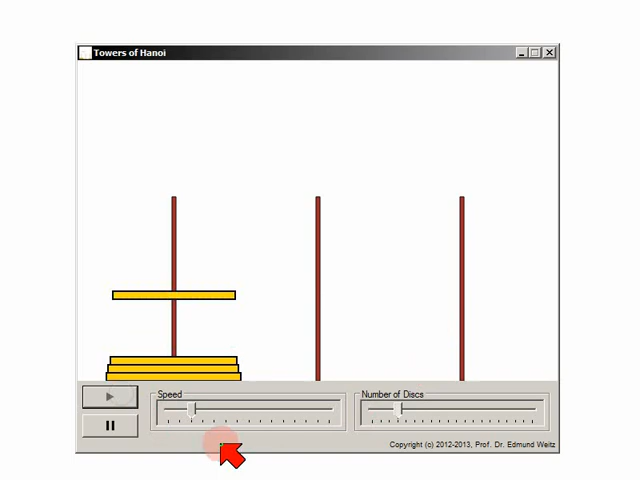 Towers of Hanoi
Speed
Number of Discs
Copyright (c) 2012-2013, Prof. Dr. Edmund Weitz